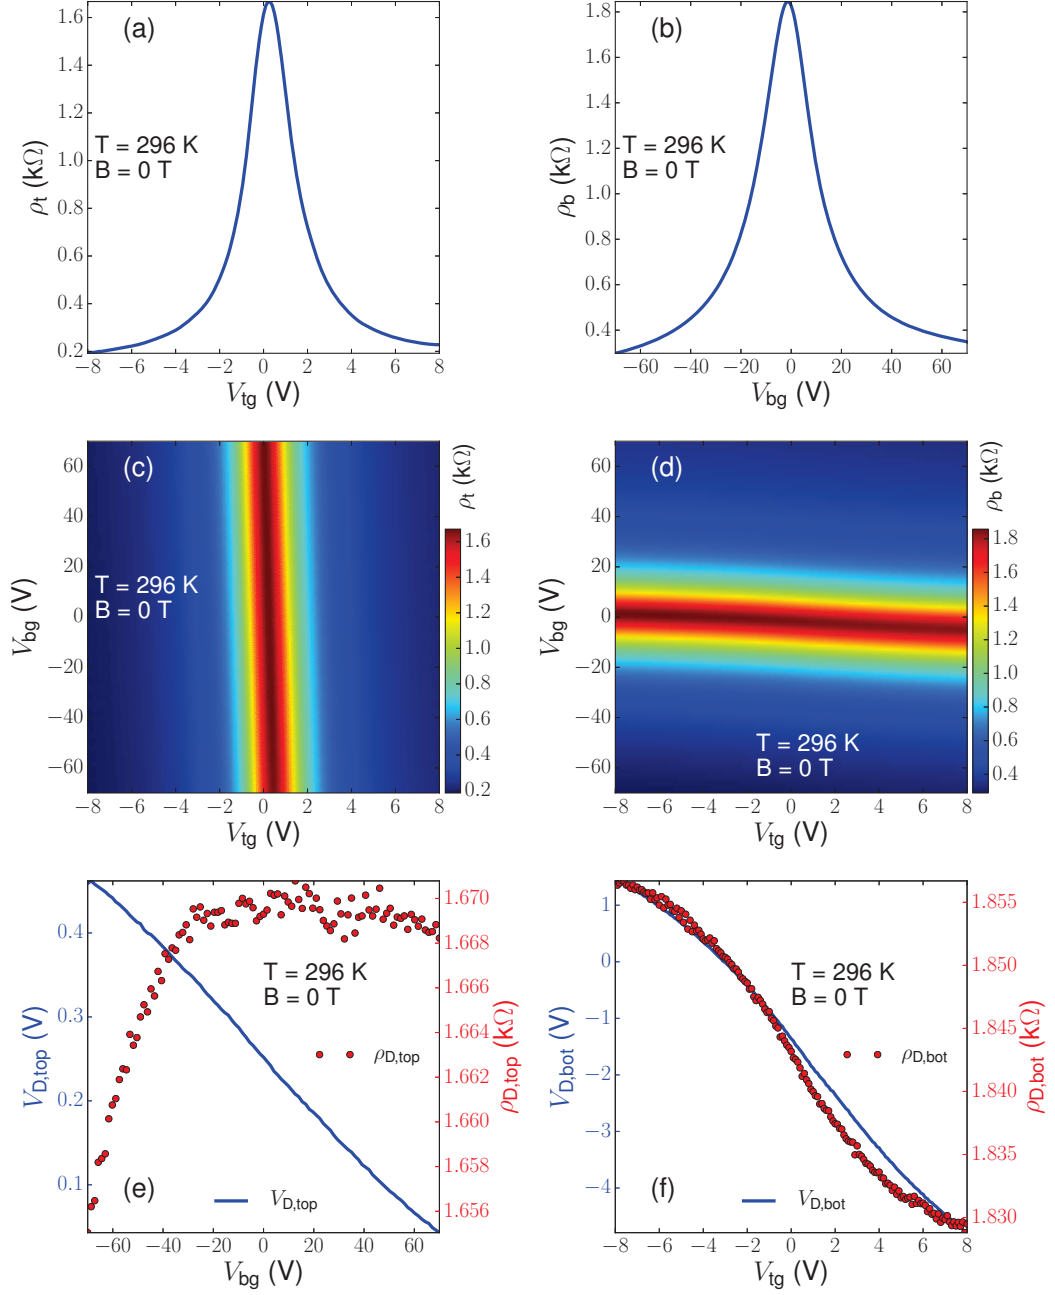 (a)
T = 296 K
B = 0 T
ρt (kΩ)
1.6
1.4
1.2
1.0
0.8
0.6
0.4
0.2
−8 −6 −4 −2 0 2 4 6 8
Vtg (V)
(b)
T = 296 K
B = 0 T
ρb (kΩ)
1.8
1.6
1.4
1.2
1.0
0.8
0.6
0.4
−60 −40 −20 0 20 40 60
Vbg (V)
(c)
T = 296 K
B = 0 T
Vbg (V)
60
40
20
0
−20
−40
−60
−8 −6 −4 −2 0 2 4 6 8
Vtg (V)
ρt (kΩ)
1.6
1.4
1.2
1.0
0.8
0.6
0.4
0.2
(d)
T = 296 K
B = 0 T
Vbg (V)
60
40
20
0
−20
−40
−60
−8 −6 −4 −2 0 2 4 6 8
Vtg (V)
ρb (kΩ)
1.8
1.6
1.4
1.2
1.0
0.8
0.6
0.4
(e)
T = 296 K
B = 0 T
ρD,top
VD,top
VD,top (V)
0.4
0.3
0.2
0.1
ρD,top (kΩ)
1.670
1.668
1.666
1.664
1.662
1.660
1.658
1.656
−60 −40 −20 0 20 40 60
Vbg (V)
(f)
T = 296 K
B = 0 T
ρD,bot
VD,bot
VD,bot (V)
1
0
−1
−2
−3
−4
ρD,bot (kΩ)
1.855
1.850
1.845
1.840
1.835
1.830
−8 −6 −4 −2 0 2 4 6 8
Vtg (V)